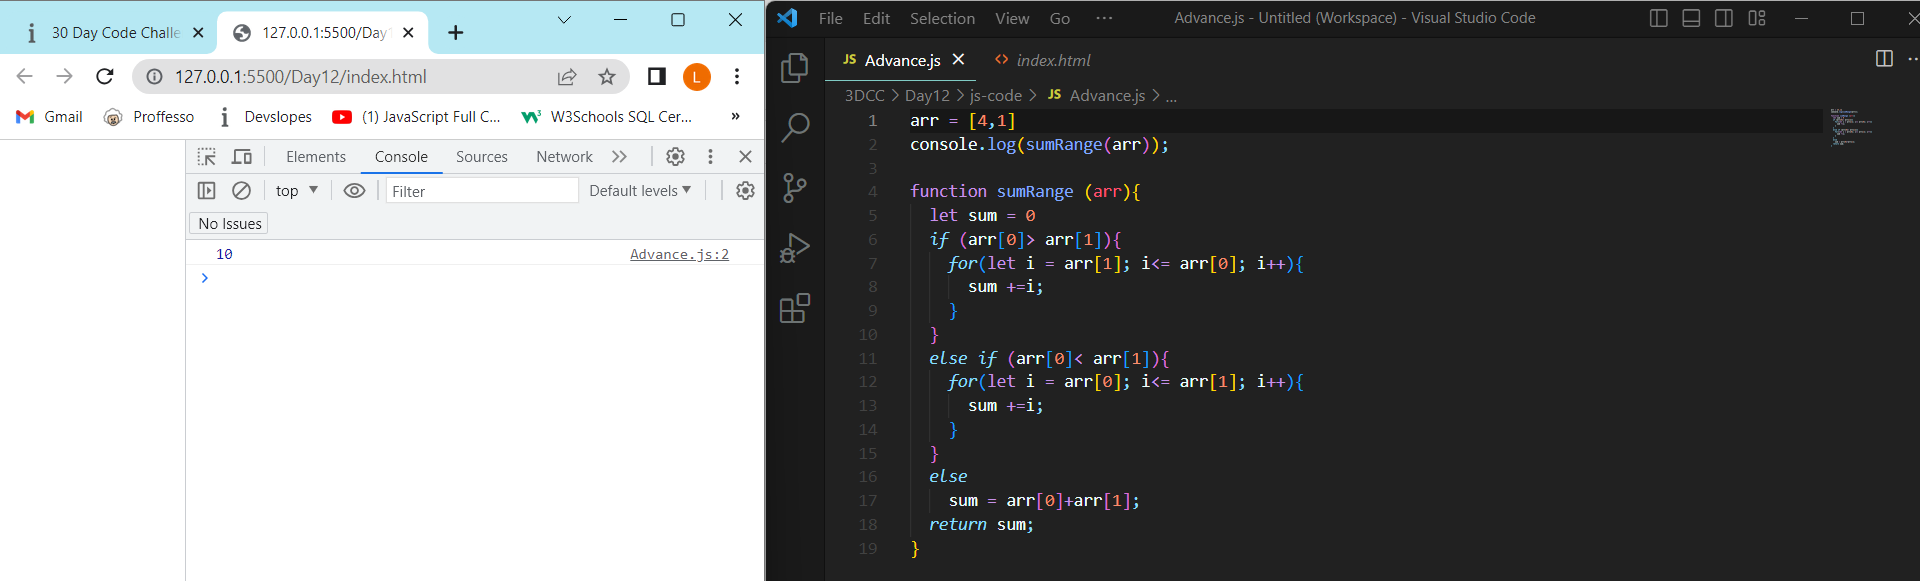 30 Day Code Challe
127.0.0.1:5500/Day1
127.0.0.1:5500/Day12/index.html
L
Gmail
Proffesso
Devslopes
(1) JavaScript Full C...
W3Schools SQL Cer...
»
Elements
Console
Sources
Network
top
Filter
Default levels
No Issues
10
Advance.js:2
File
Edit
Selection
View
Go
···
Advance.js - Untitled (Workspace) - Visual Studio Code
JS Advance.js
<> index.html
3DCC > Day12 > js-code > JS Advance.js > ...
1 arr = [4,1]
2 console.log(sumRange(arr));
3
4 function sumRange (arr){
5 let sum = 0
6 if (arr[0]> arr[1]){
7 for(let i = arr[1]; i<= arr[0]; i++){
8 sum +=i;
9 }
10 }
11 else if (arr[0]< arr[1]){
12 for(let i = arr[0]; i<= arr[1]; i++){
13 sum +=i;
14 }
15 }
16 else
17 sum = arr[0]+arr[1];
18 return sum;
19 }